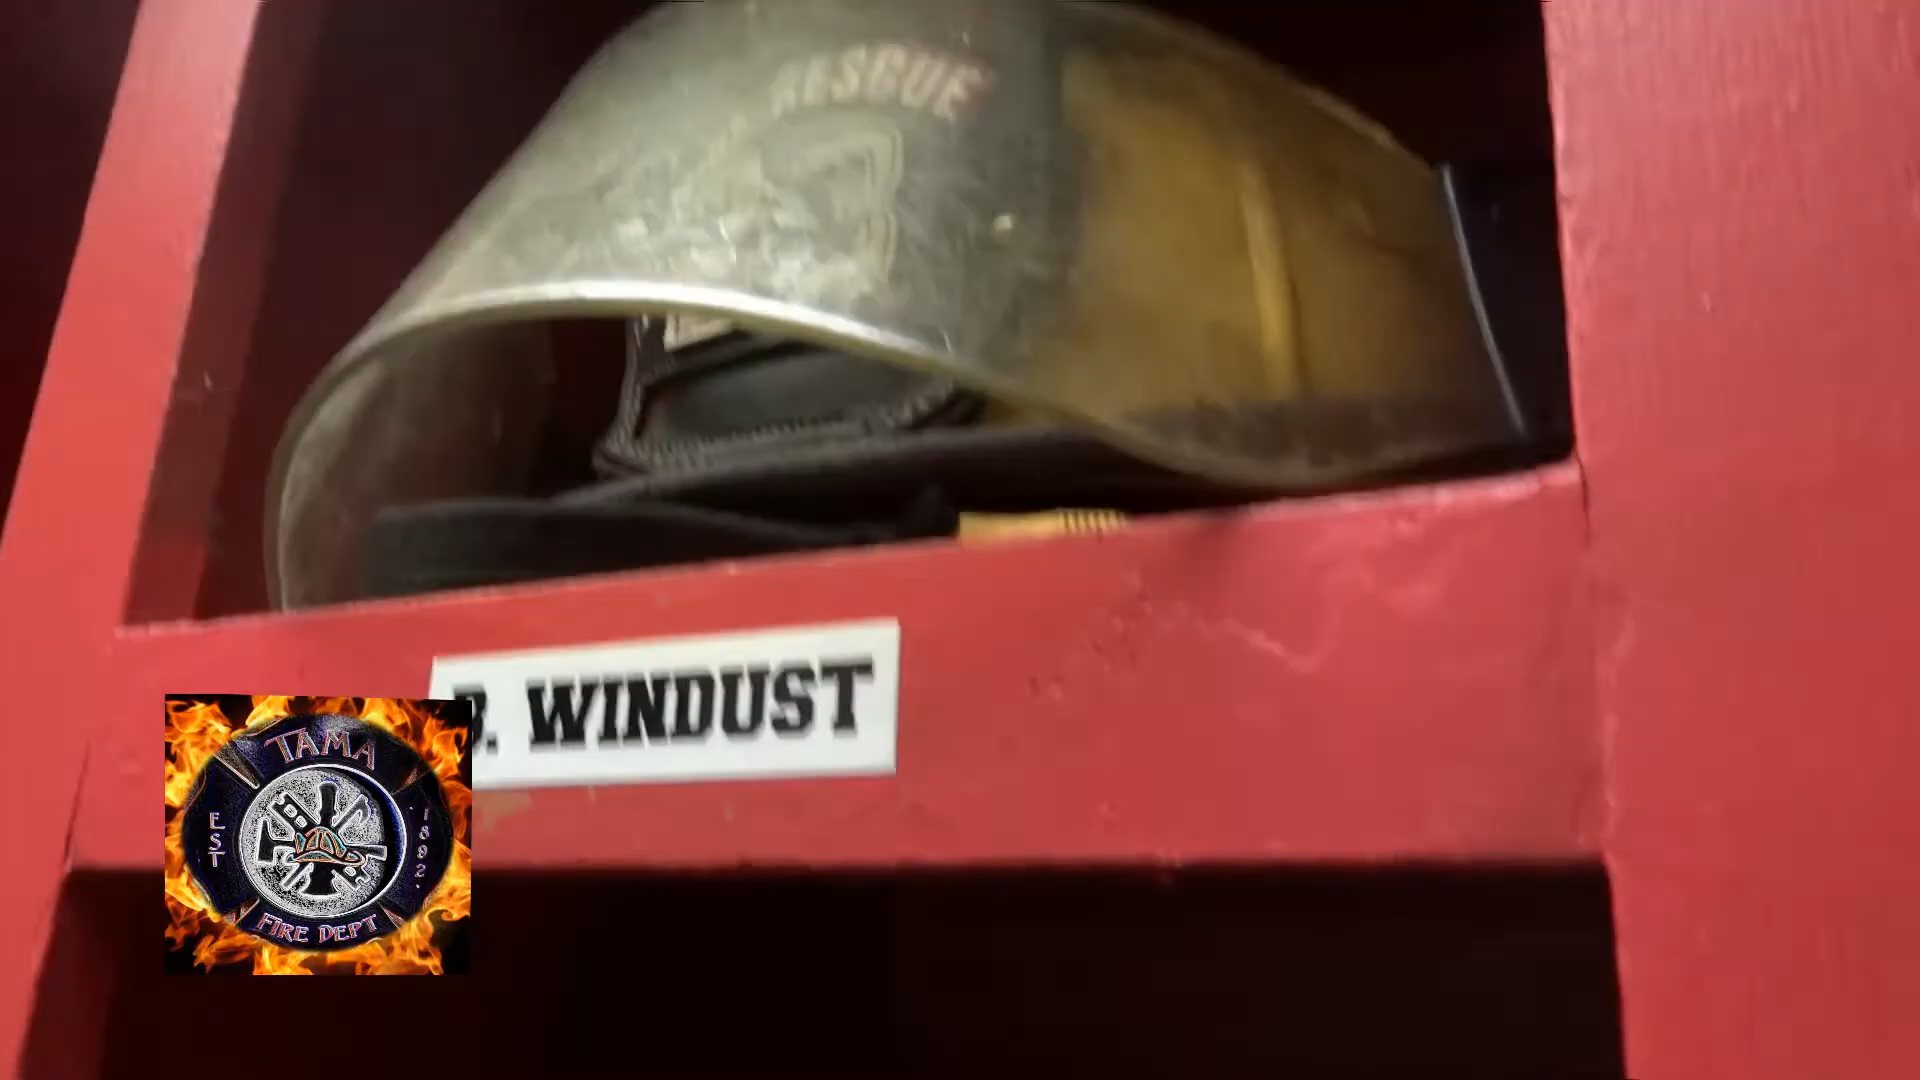 RESCUE
B. WINDUST
TAMA
EST
1892.
FIRE DEPT